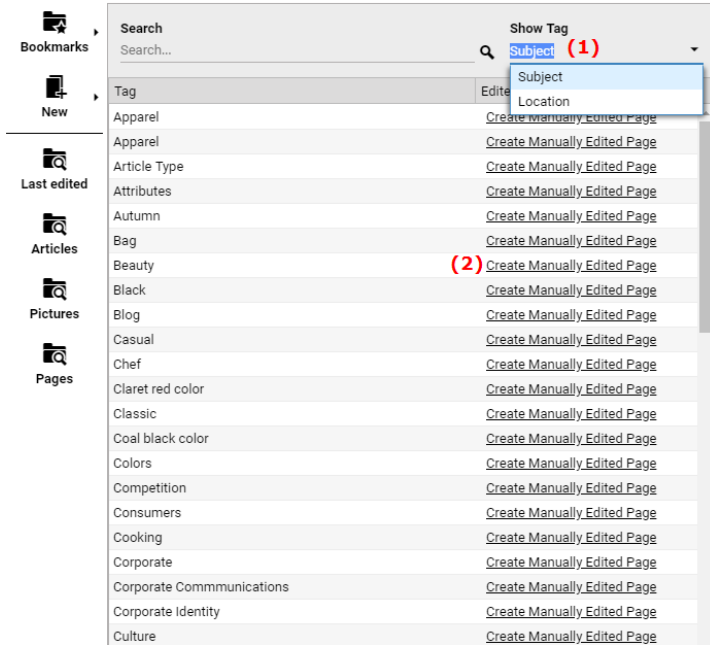 Bookmarks
New
Last edited
Articles
Pictures
Pages
Search
Search...
Show Tag
Subject (1)
Subject
Location
Tag Edite
Apparel Create Manually Edited Page
Apparel Create Manually Edited Page
Article Type Create Manually Edited Page
Attributes Create Manually Edited Page
Autumn Create Manually Edited Page
Bag Create Manually Edited Page
Beauty (2) Create Manually Edited Page
Black Create Manually Edited Page
Blog Create Manually Edited Page
Casual Create Manually Edited Page
Chef Create Manually Edited Page
Claret red color Create Manually Edited Page
Classic Create Manually Edited Page
Coal black color Create Manually Edited Page
Colors Create Manually Edited Page
Competition Create Manually Edited Page
Consumers Create Manually Edited Page
Cooking Create Manually Edited Page
Corporate Create Manually Edited Page
Corporate Commmunications Create Manually Edited Page
Corporate Identity Create Manually Edited Page
Culture Create Manually Edited Page